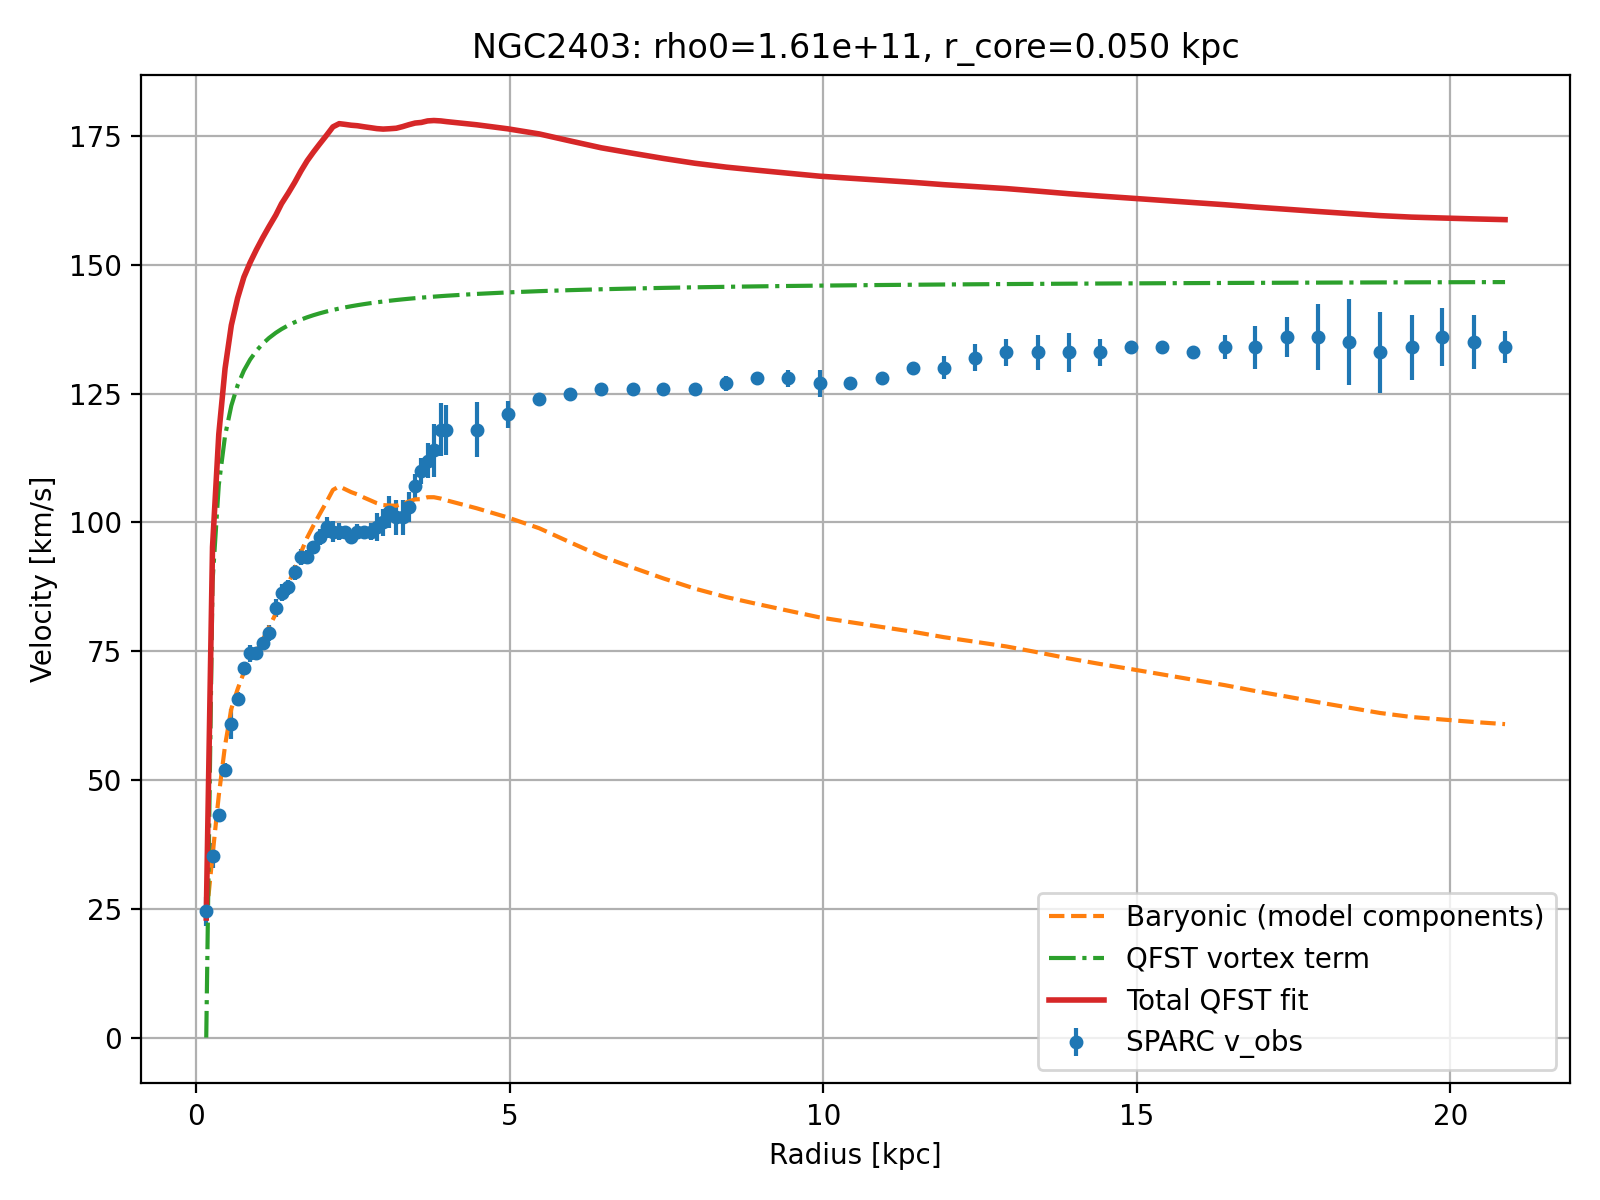 NGC2403: rho0=1.61e+11, r_core=0.050 kpc
Velocity [km/s]
175
150
125
100
75
50
25
0
0
5
10
15
20
Radius [kpc]
Baryonic (model components)
QFST vortex term
Total QFST fit
SPARC v_obs